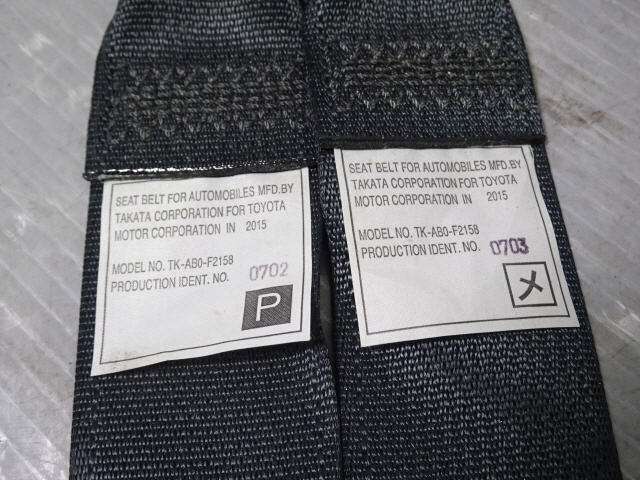 SEAT BELT FOR AUTOMOBILES MFD.BY
TAKATA CORPORATION FOR TOYOTA
MOTOR CORPORATION IN 2015
MODEL NO. TK-AB0-F2158
PRODUCTION IDENT. NO. 0702
P
SEAT BELT FOR AUTOMOBILES MFD.BY
TAKATA CORPORATION FOR TOYOTA
MOTOR CORPORATION IN 2015
MODEL NO. TK-AB0-F2158
PRODUCTION IDENT. NO. 0703
メ